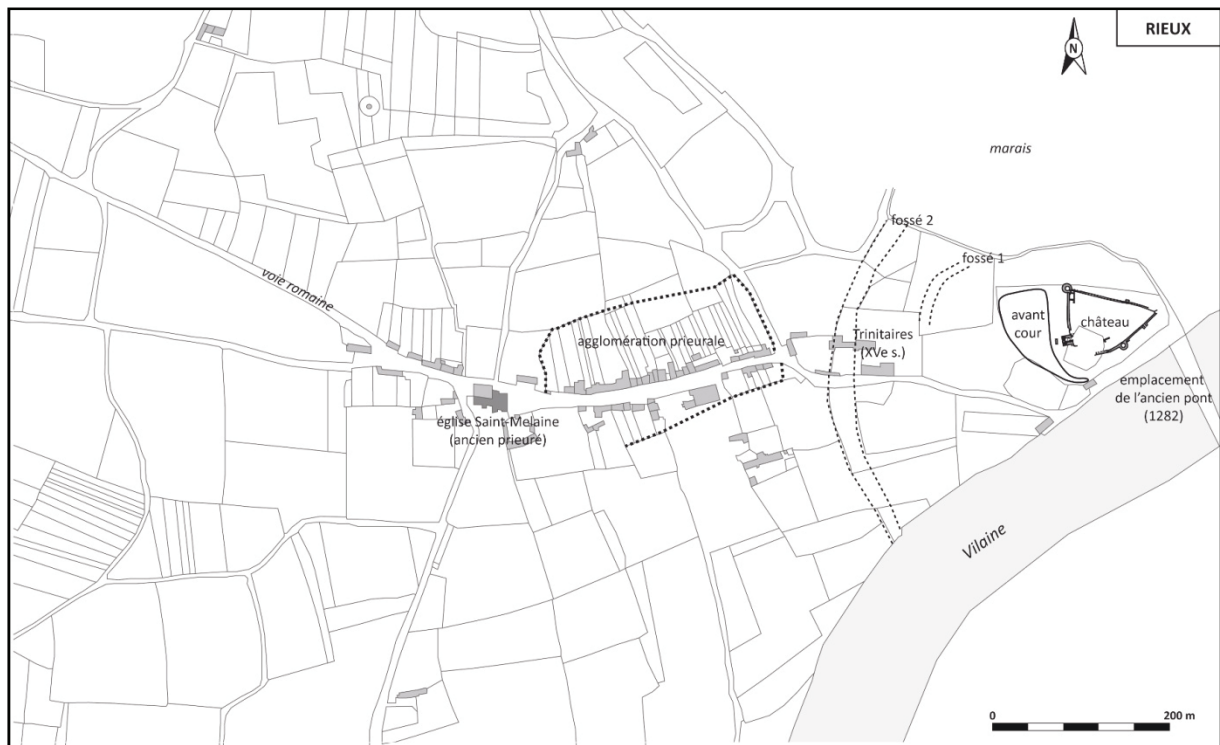 RIEUX
N
marais
fossé 2
fossé 1
voie romaine
avant
cour
château
agglomération prieurale
Trinitaires
(XVe s.)
emplacement
de l'ancien pont
(1282)
église Saint-Melaine
(ancien prieuré)
Vilaine
0
200 m